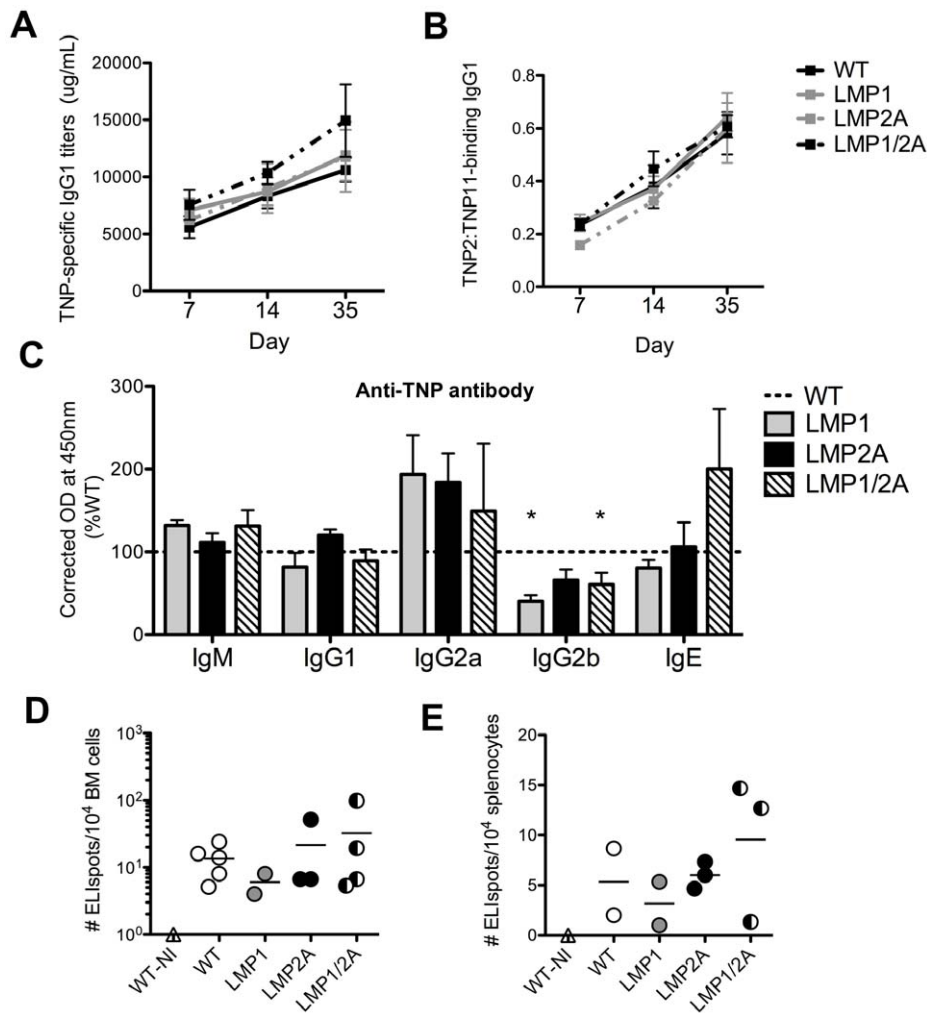 A
TNP-specific IgG1 titers (ug/mL)
20000
15000
10000
5000
0
7 14 35
Day
B
TNP2:TNP11-binding IgG1
0.8
0.6
0.4
0.2
0.0
7 14 35
Day
WT
LMP1
LMP2A
LMP1/2A
C
Anti-TNP antibody
Corrected OD at 450nm
(%WT)
300
200
100
0
* *
IgM IgG1 IgG2a IgG2b IgE
WT
LMP1
LMP2A
LMP1/2A
D
# ELIspots/10⁴ BM cells
10³
10²
10¹
10⁰
WT-NI WT LMP1 LMP2A LMP1/2A
E
# ELIspots/10⁴ splenocytes
20
15
10
5
0
WT-NI WT LMP1 LMP2A LMP1/2A